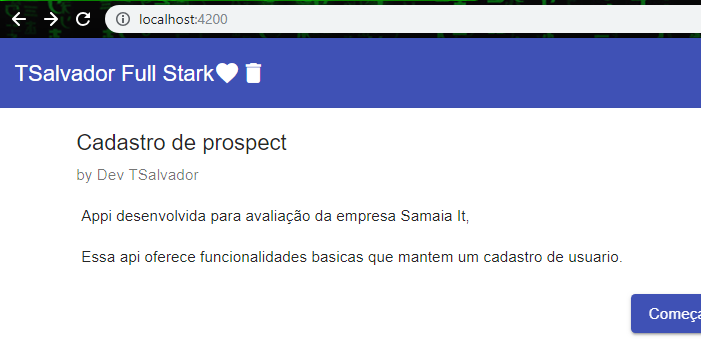 localhost:4200
TSalvador Full Stark
Cadastro de prospect
by Dev TSalvador
Appi desenvolvida para avaliação da empresa Samaia It,
Essa api oferece funcionalidades basicas que mantem um cadastro de usuario.